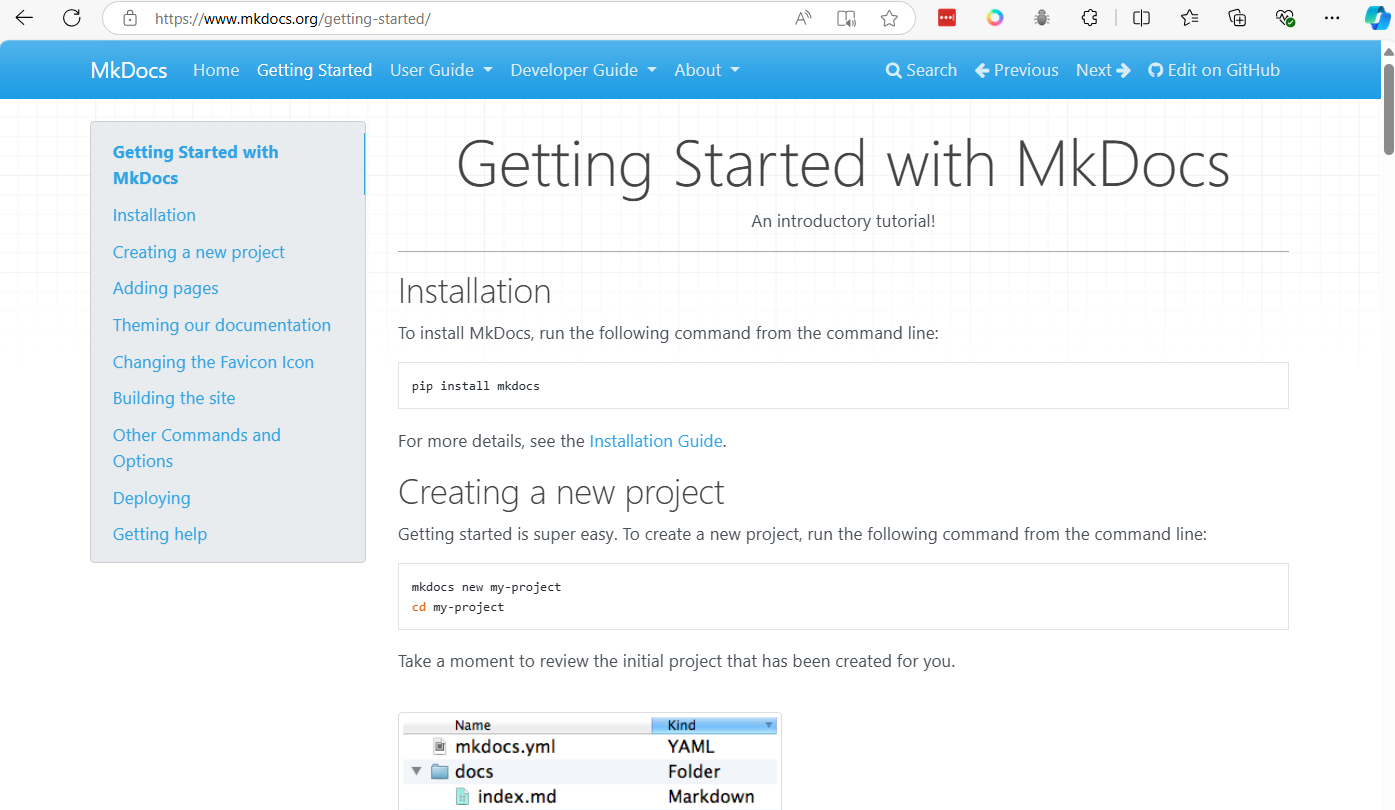 https://www.mkdocs.org/getting-started/
MkDocs Home Getting Started User Guide Developer Guide About Search Previous Next Edit on GitHub
Getting Started with
MkDocs
Installation
Creating a new project
Adding pages
Theming our documentation
Changing the Favicon Icon
Building the site
Other Commands and
Options
Deploying
Getting help
Getting Started with MkDocs
An introductory tutorial!
Installation
To install MkDocs, run the following command from the command line:
pip install mkdocs
For more details, see the Installation Guide.
Creating a new project
Getting started is super easy. To create a new project, run the following command from the command line:
mkdocs new my-project
cd my-project
Take a moment to review the initial project that has been created for you.
Name Kind
mkdocs.yml YAML
docs Folder
index.md Markdown